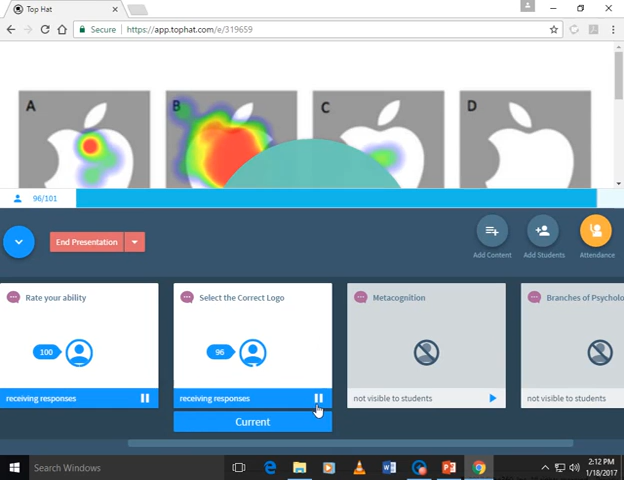 Top Hat
Secure
https://app.tophat.com/e/319659
A
B
C
D
96/101
End Presentation
Add Content
Add Students
Attendance
Rate your ability
100
receiving responses
Select the Correct Logo
96
receiving responses
Current
Metacognition
not visible to students
Branches of Psycholo
not visible to students
Search Windows
2:12 PM
1/18/2017